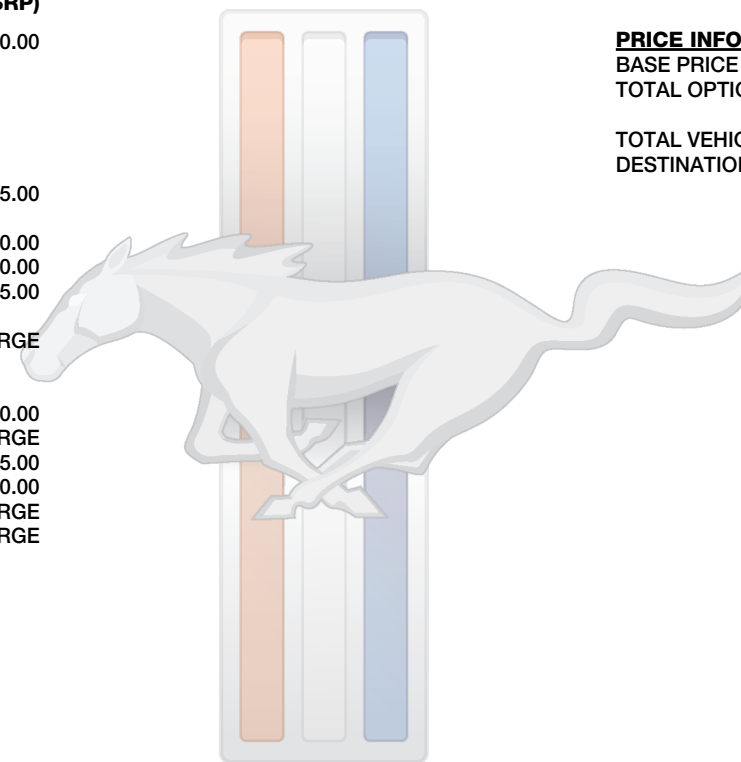 SRP)
0.00
5.00
0.00
0.00
5.00
RGE
0.00
RGE
5.00
0.00
RGE
RGE
PRICE INFO
BASE PRICE
TOTAL OPTIO
TOTAL VEHIC
DESTINATION